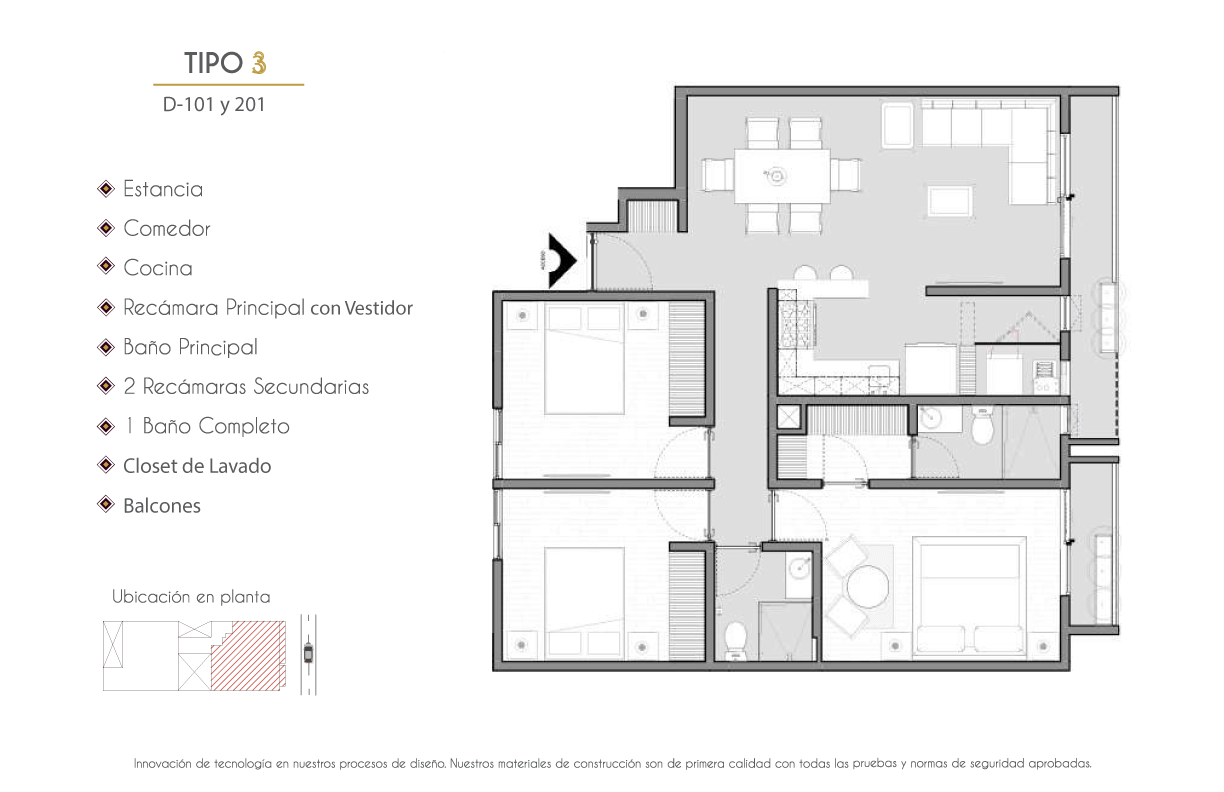 TIPO 3
D-101 y 201
Estancia
Comedor
Cocina
Recámara Principal con Vestidor
Baño Principal
2 Recámaras Secundarias
1 Baño Completo
Closet de Lavado
Balcones
ACCESO
Ubicación en planta
Innovación de tecnología en nuestros procesos de diseño. Nuestros materiales de construcción son de primera calidad con todas las pruebas y normas de seguridad aprobadas.